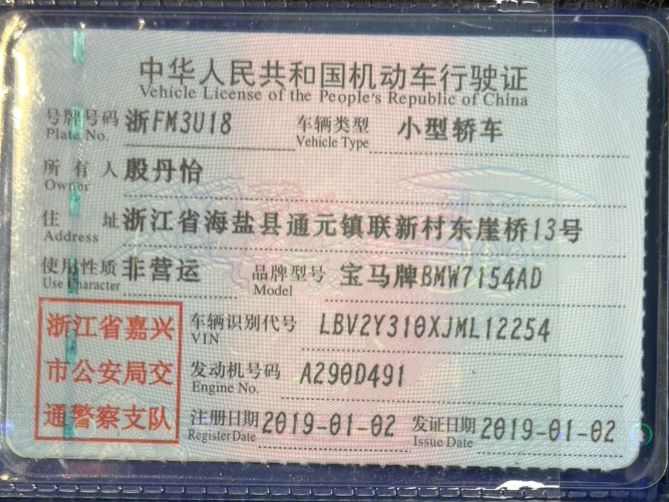 中华人民共和国机动车行驶证
Vehicle License of the People's Republic of China
号牌号码 浙FM3U18 车辆类型 小型轿车
Plate No. Vehicle Type
所有人 殷丹怡
Owner
住址 浙江省海盐县通元镇联新村东崖桥13号
Address
使用性质 非营运 品牌型号 宝马牌BMW7154AD
Use Character Model
浙江省嘉兴
市公安局交
通警察支队
车辆识别代号 LBV2Y310XJML12254
VIN
发动机号码 A290D491
Engine No.
注册日期 2019-01-02 发证日期 2019-01-02
Register Date Issue Date